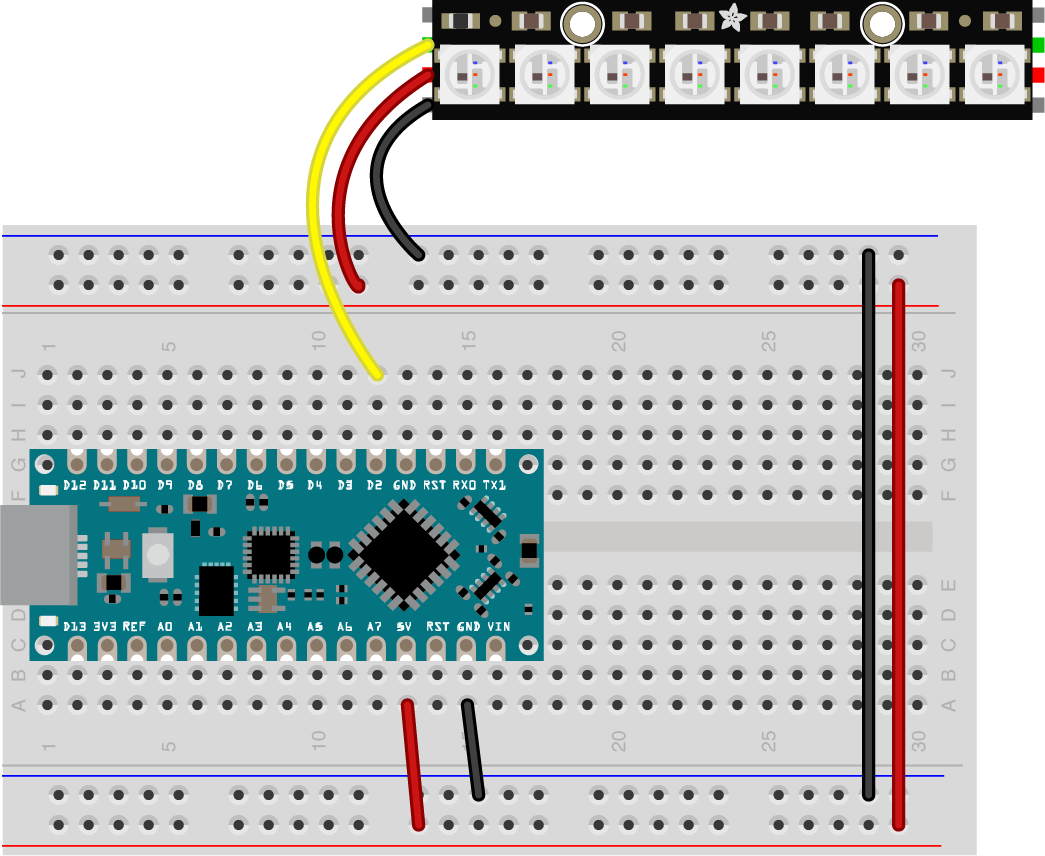 1 5 10 15 20 25 30
J J
I I
H H
G G
D12 D11 D10 D9 D8 D7 D6 D5 D4 D3 D2 GND RST RX0 TX1
F F
E
D D
D13 3V3 REF A0 A1 A2 A3 A4 A5 A6 A7 5V RST GND VIN
C C
B B
A A
1 5 10 20 25 30